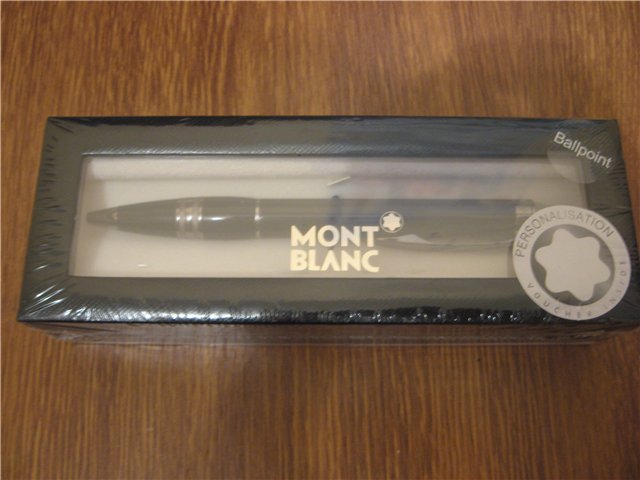 Ballpoint
PERSONALISATION
VOUCHER INSIDE
MONT
BLANC